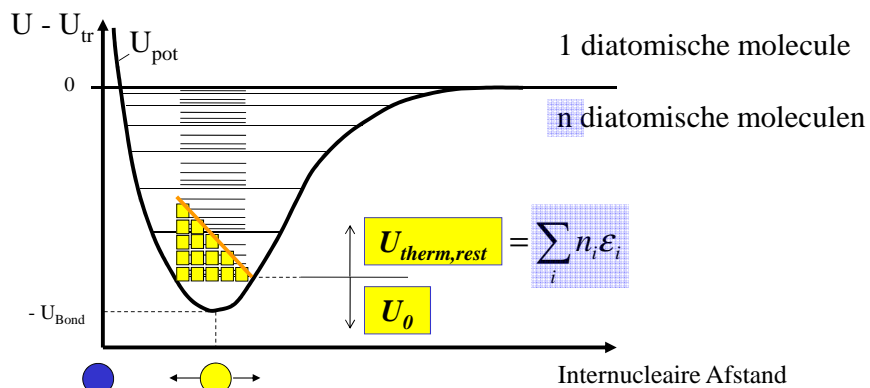 U - U_tr
U_pot
1 diatomische molecule
0
n diatomische moleculen
U_therm,rest = ∑_i n_i ε_i
- U_Bond
U_0
Internucleaire Afstand